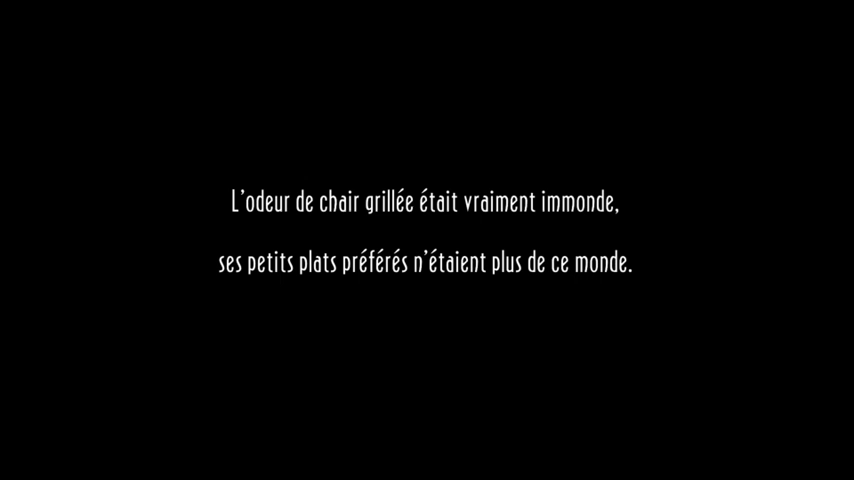 L'odeur de chair grillée était vraiment immonde,
ses petits plats préférés n'étaient plus de ce monde.